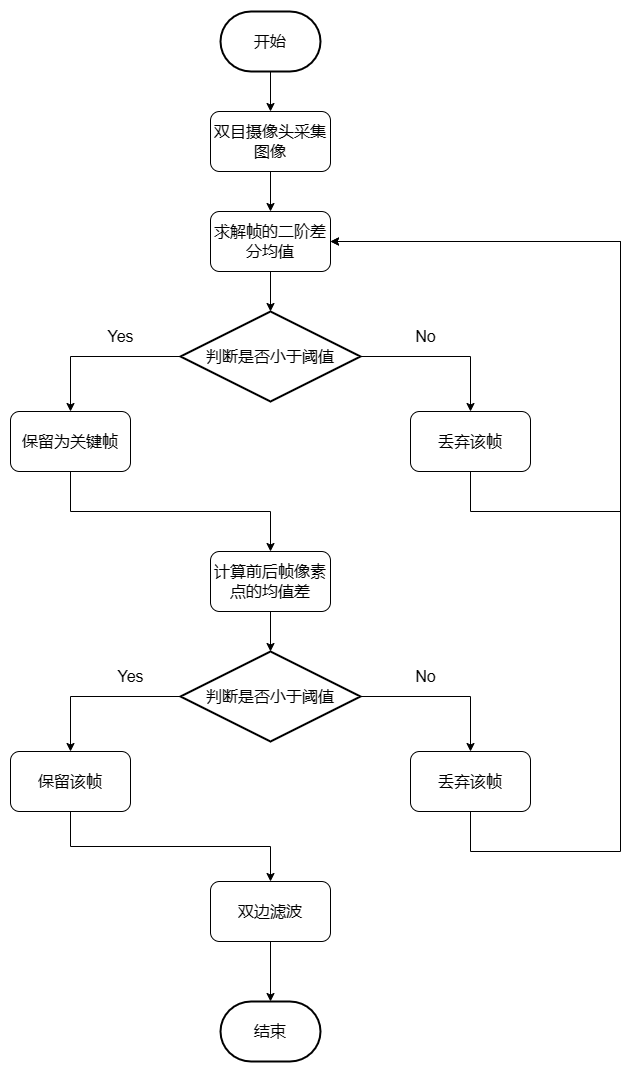 开始
双目摄像头采集
图像
求解帧的二阶差
分均值
判断是否小于阈值
Yes
No
保留为关键帧
丢弃该帧
计算前后帧像素
点的均值差
判断是否小于阈值
Yes
No
保留该帧
丢弃该帧
双边滤波
结束